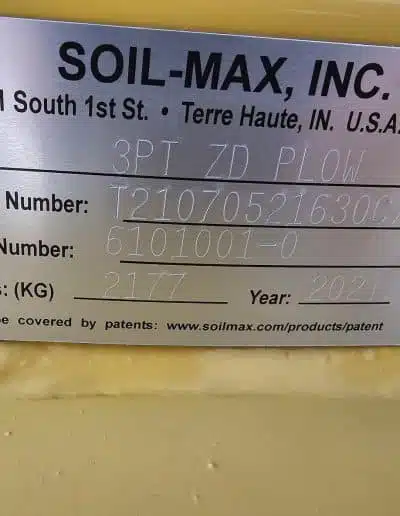 SOIL-MAX, INC.
South 1st St. • Terre Haute, IN. U.S.A.
3PT ZD PLOW
Number: T21070521630C
Number: 6101001-0
(KG) 2177 Year: 2021
covered by patents: www.soilmax.com/products/patent